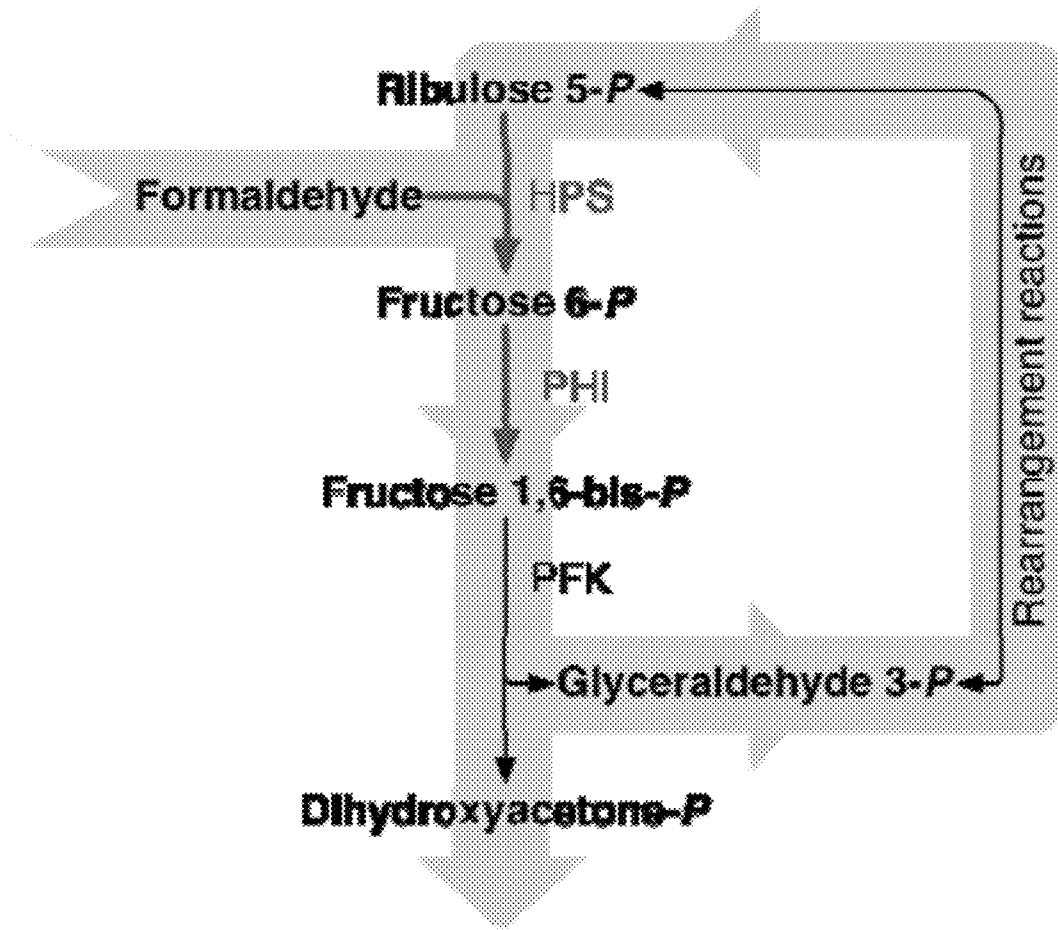 Ribulose 5-P
Formaldehyde
HPS
Fructose 6-P
PHI
Fructose 1,6-bis-P
PFK
Glyceraldehyde 3-P
Dihydroxyacetone-P
Rearrangement reactions